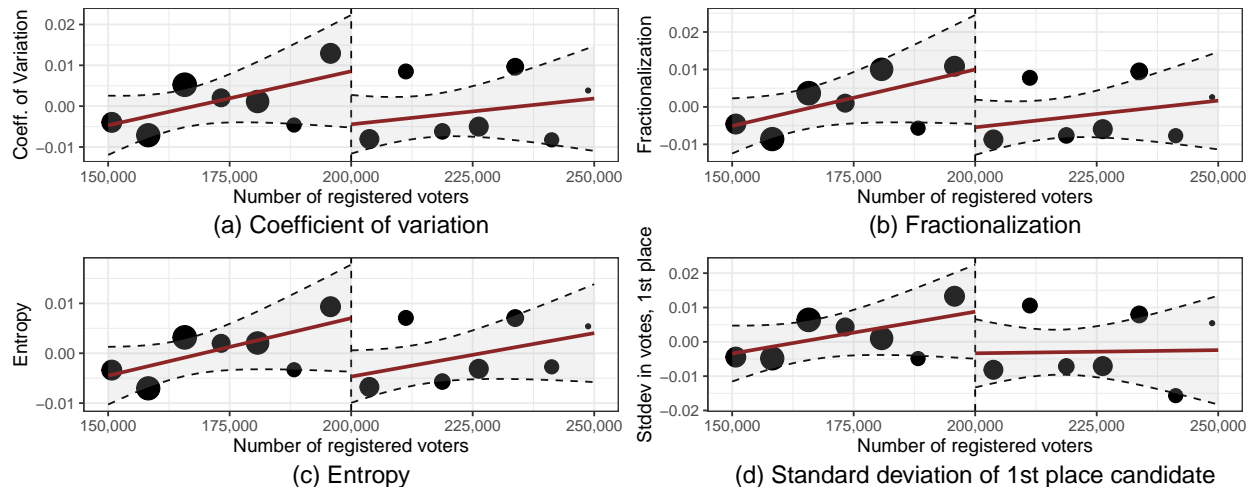 Coeff. of Variation
0.02
0.01
0.00
−0.01
150,000 175,000 200,000 225,000 250,000
Number of registered voters
(a) Coefficient of variation
Fractionalization
0.02
0.01
0.00
−0.01
150,000 175,000 200,000 225,000 250,000
Number of registered voters
(b) Fractionalization
Entropy
0.01
0.00
−0.01
150,000 175,000 200,000 225,000 250,000
Number of registered voters
(c) Entropy
Stddev in votes, 1st place
0.02
0.01
0.00
−0.01
−0.02
150,000 175,000 200,000 225,000 250,000
Number of registered voters
(d) Standard deviation of 1st place candidate